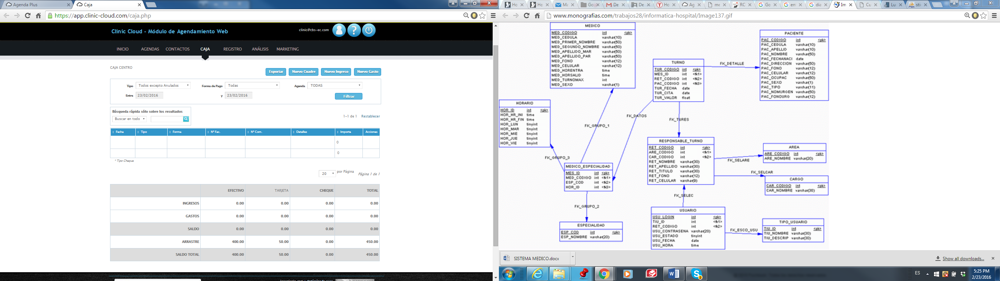 Agenda Plus
Caja
https://app.clinic-cloud.com/caja.php
Clinic Cloud - Módulo de Agendamiento Web
clinic@cbs-ec.com
INICIO AGENDAS CONTACTOS CAJA REGISTRO ANÁLISIS MARKETING
CAJA CENTRO
Exportar Nuevo Cuadre Nuevo Ingreso Nuevo Gasto
Tipo Todos excepto Anulados Forma de Pago Todas Agenda TODAS
Entre 23/02/2016 y 23/02/2016 Filtrar
Búsqueda rápida sólo sobre los resultados
Buscar en todo
1-1 de 1 Restablecer
Fecha Tipo Forma Nº Fac. Nº Com. Detalles Importe Acciones
0
0
* Tipo Cheque
20 por Página Página 1 de 1
EFECTIVO TARJETA CHEQUE TOTAL
INGRESOS 0.00 0.00 0.00 0.00
GASTOS 0.00 0.00 0.00 0.00
SALDO 0.00 0.00 0.00 0.00
ARRASTRE 400.00 50.00 0.00 450.00
SALDO TOTAL 400.00 50.00 0.00 450.00
Ho Ho Ma Go De De Ho Ag me RC Go ent dia Im Cu Lu stic
www.monografias.com/trabajos28/informatica-hospital/Image137.gif
MEDICO
MED_CODIGO int <pk>
MED_CEDULA varchar(10)
MED_PRIMER_NOMBRE varchar(50)
MED_SEGUNDO_NOMBRE varchar(50)
MED_APELLIDO_MAR varchar(50)
MED_APELLIDO_PAR varchar(50)
MED_FONO varchar(12)
MED_CELULAR varchar(12)
MED_HORENTRA time
MED_HORSALID time
MED_TURNOMAX int
MED_SEXO varchar(1)
PACIENTE
PAC_CODIGO int <pk>
PAC_CEDULA varchar(10)
PAC_APELLID varchar(10)
PAC_NOMBRE varchar(50)
PAC_FECHANACI date
PAC_DIRECCION varchar(50)
PAC_FONO varchar(12)
PAC_CELULAR varchar(12)
PAC_OCUPAC varchar(50)
PAC_SEXO varchar(1)
PAC_TIPO varchar(11)
PAC_NOMURGEN varchar(50)
PAC_FONOURG varchar(12)
TURNO
TUR_CODIGO int <pk>
MES_ID int <fk1>
RET_CODIGO int <fk2>
PAC_CODIGO int <fk3>
TUR_FECHA date
TUR_CITA date
TUR_VALOR float
FK_DETALLE
HORARIO
HOR_ID int <pk>
HOR_HR_INI time
HOR_HR_FIN time
HOR_LUN tinyint
HOR_MAR tinyint
HOR_MIE tinyint
HOR_JUE tinyint
HOR_VIE tinyint
FK_DATOS
FK_TURES
FK_GRUPO_1
RESPONSABLE_TURNO
RET_CODIGO int <pk>
ARE_CODIGO int <fk1>
CAR_CODIGO int <fk2>
RET_NOMBRE varchar(30)
RET_APELLIDO varchar(30)
RET_TITULO varchar(30)
RET_FONO varchar(12)
RET_CELULAR varchar(9)
AREA
ARE_CODIGO int <pk>
ARE_NOMBRE varchar(20)
FK_SELARE
FK_GRUPO_3
MEDICO_ESPECIALIDAD
MES_ID int <pk>
MED_CODIGO int <fk1>
ESP_COD int <fk2>
HOR_ID int <fk3>
FK_SELCAR
CARGO
CAR_CODIGO int <pk>
CAR_NOMBRE varchar(30)
FK_SELEC
FK_GRUPO_2
USUARIO
USU_LOGIN int <pk>
TIU_ID int <fk1>
RET_CODIGO int <fk2>
USU_CONTRASENA varchar(20)
USU_ESTADO tinyint
USU_FECHA date
USU_HORA time
ESPECIALIDAD
ESP_COD int <pk>
ESP_NOMBRE varchar(20)
FK_ESCO_USU
TIPO_USUARIO
TIU_ID int <pk>
TIU_NOMBRE varchar(30)
TIU_DESCRIP varchar(30)
SISTEMA MEDICO.docx
Show all downloads...
ES
5:25 PM
2/23/2016